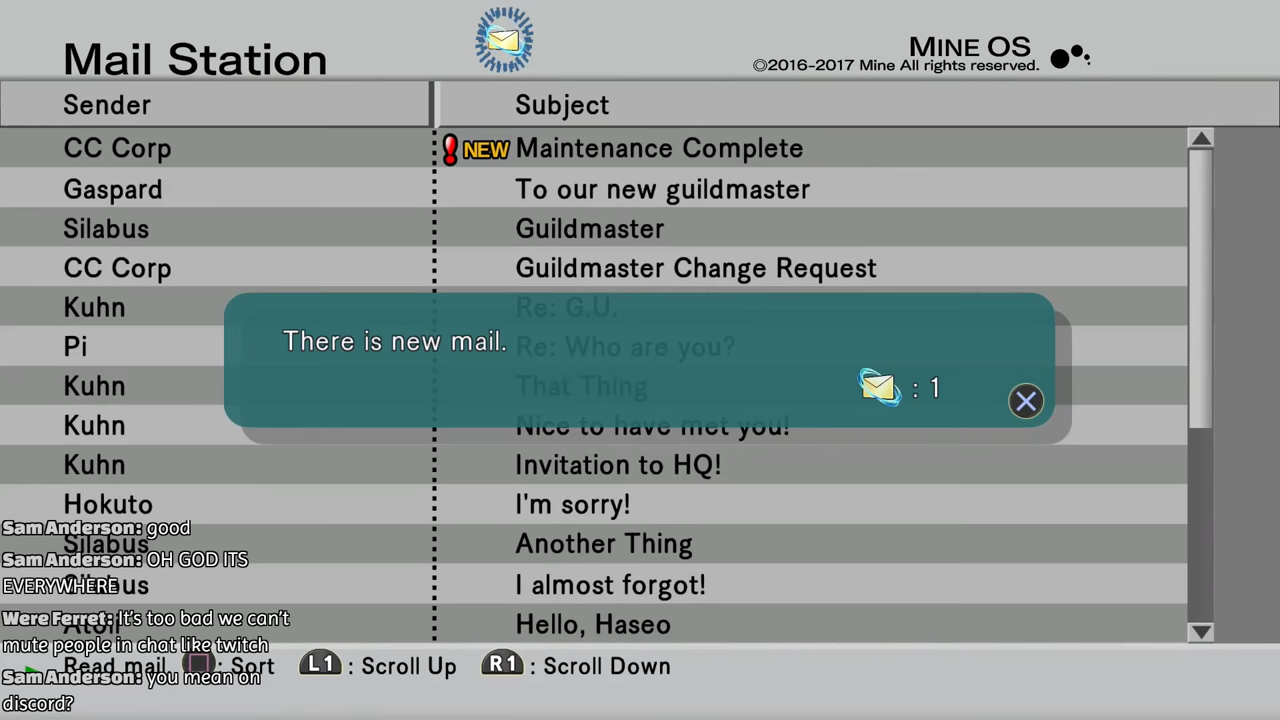 Mail Station
MINE OS
©2016-2017 Mine All rights reserved.
Sender Subject
CC Corp NEW Maintenance Complete
Gaspard To our new guildmaster
Silabus Guildmaster
CC Corp Guildmaster Change Request
Kuhn Re: G.U.
There is new mail.
Pi Re: Who are you?
Kuhn That Thing
: 1
Kuhn Nice to have met you!
Kuhn Invitation to HQ!
Hokuto I'm sorry!
Sam Anderson: good
Silabus Another Thing
Sam Anderson: OH GOD ITS
EVERYWHERE
Silabus I almost forgot!
Were Ferret: It's too bad we can't
Atoli Hello, Haseo
mute people in chat like twitch
Read mail : Sort L1 : Scroll Up R1 : Scroll Down
Sam Anderson: you mean on
discord?